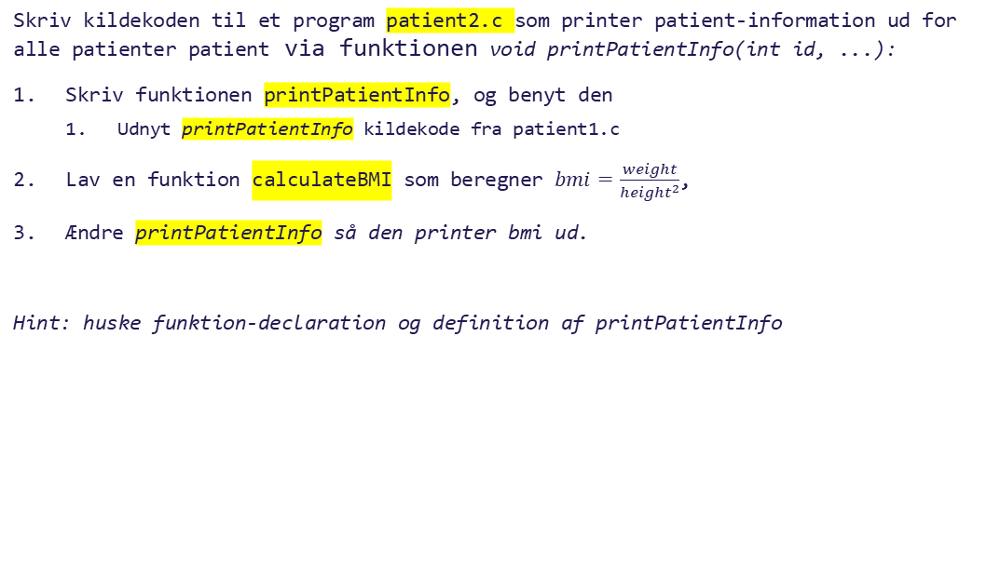 Skriv kildekoden til et program patient2.c som printer patient-information ud for
alle patienter patient via funktionen void printPatientInfo(int id, ...):
1. Skriv funktionen printPatientInfo, og benyt den
1. Udnyt printPatientInfo kildekode fra patient1.c
2. Lav en funktion calculateBMI som beregner bmi = weight/height²,
3. Ændre printPatientInfo så den printer bmi ud.
Hint: huske funktion-declaration og definition af printPatientInfo